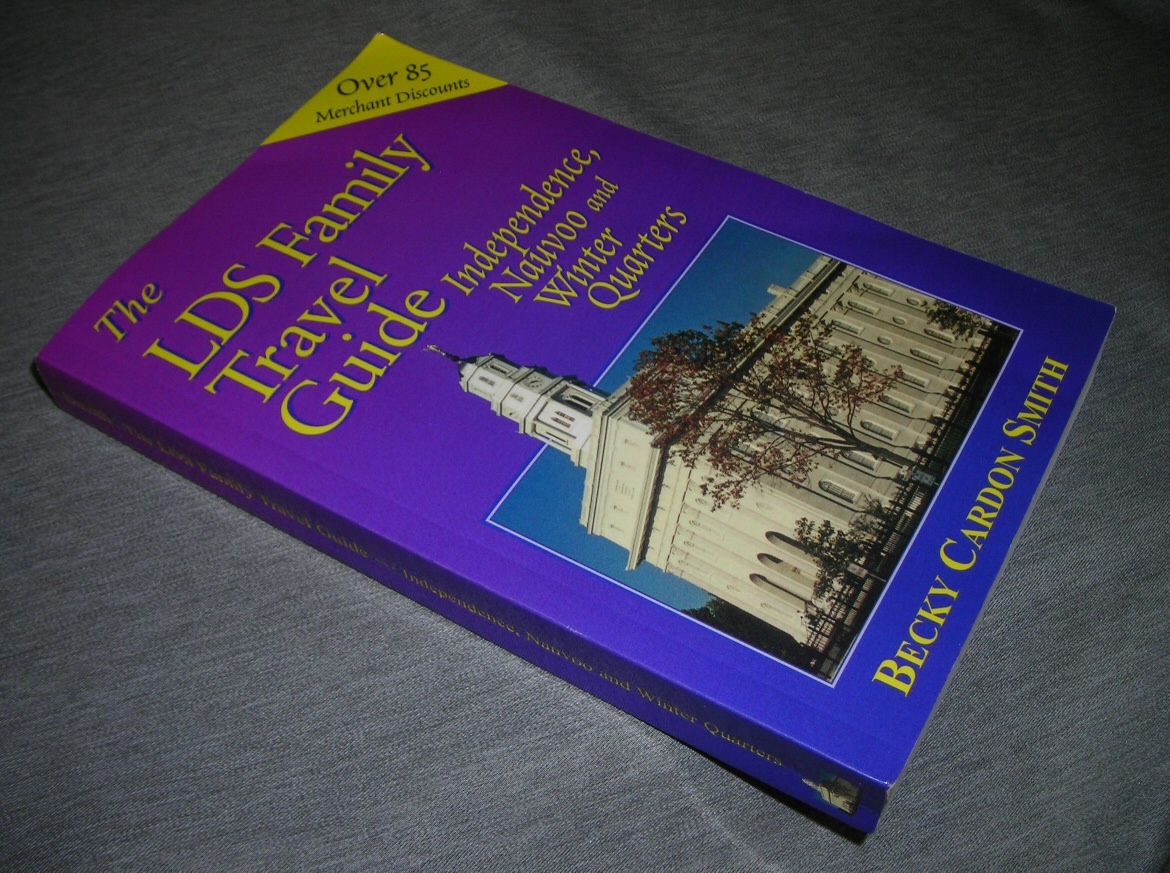 Over 85
Merchant Discounts
The
LDS Family
Travel
Guide
Independence,
Nauvoo and
Winter
Quarters
BECKY CARDON SMITH
The LDS Family Travel Guide Independence, Nauvoo and Winter Quarters